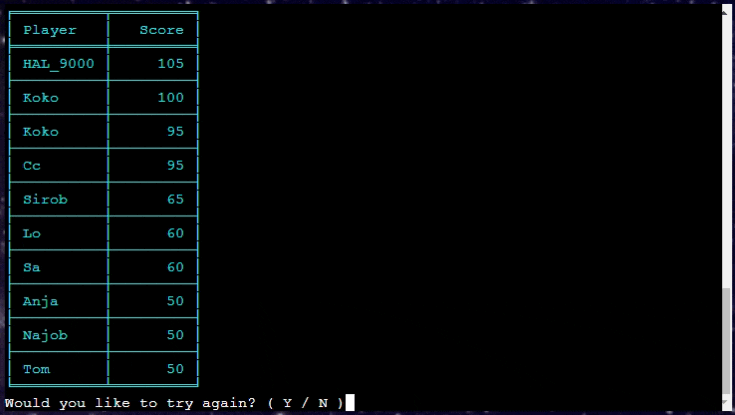 Player Score
HAL_9000 105
Koko 100
Koko 95
Cc 95
Sirob 65
Lo 60
Sa 60
Anja 50
Najob 50
Tom 50
Would you like to try again? ( Y / N )